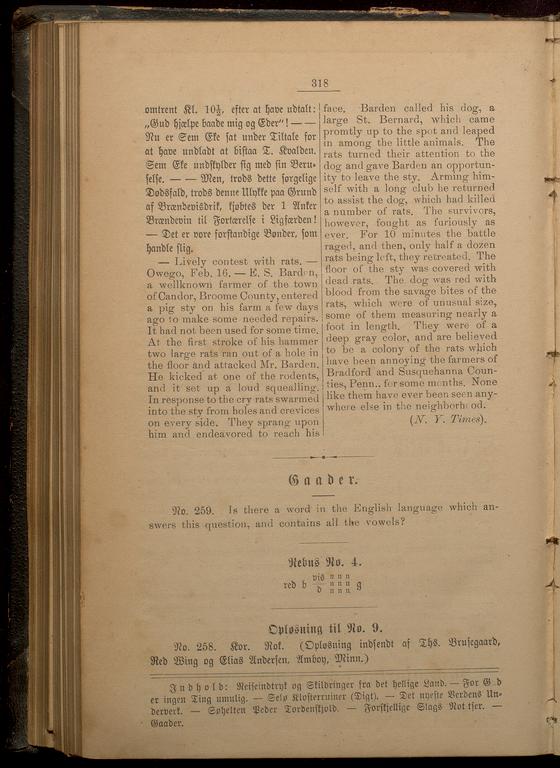 318
omtrent Kl. 10½, efter at have udtalt:
„Gud hjælpe baade mig og Eder"! — —
Nu er Sem Eke sat under Tiltale for
at have undladt at bistaa T. Kvalden.
Sem Eke undskylder sig med sin Beru-
selse. — — Men, trods dette sørgelige
Dødsfald, trods denne Ulykke paa Grund
af Brændevinsdrik, kjøbtes der 1 Anker
Brændevin til Fortærelse i Ligfærden!
— Det er vore forstandige Bønder, som
handle slig.
— Lively contest with rats. —
Owego, Feb. 16. — E. S. Barden,
a wellknown farmer of the town
of Candor, Broome County, entered
a pig sty on his farm a few days
ago to make some needed repairs.
It had not been used for some time.
At the first stroke of his hammer
two large rats ran out of a hole in
the floor and attacked Mr. Barden.
He kicked at one of the rodents,
and it set up a loud squealling.
In response to the cry rats swarmed
into the sty from holes and crevices
on every side. They sprang upon
him and endeavored to reach his
face. Barden called his dog, a
large St. Bernard, which came
promtly up to the spot and leaped
in among the little animals. The
rats turned their attention to the
dog and gave Barden an opportun-
ity to leave the sty. Arming him-
self with a long club he returned
to assist the dog, which had killed
a number of rats. The survivors,
however, fought as furiously as
ever. For 10 minutes the battle
raged, and then, only half a dozen
rats being left, they retreated. The
floor of the sty was covered with
dead rats. The dog was red with
blood from the savage bites of the
rats, which were of unusual size,
some of them measuring nearly a
foot in length. They were of a
deep gray color, and are believed
to be a colony of the rats which
have been annoying the farmers of
Bradford and Susquehanna Coun-
ties, Penn.. for some months. None
like them have ever been seen any-
where else in the neighborhood.
(N. Y. Times).
Gaader.
No. 259. Is there a word in the English language which an-
swers this question, and contains all the vowels?
Rebus No. 4.
vis n n n
red b n n n g
d n n n
Opløsning til No. 9.
No. 258. Kor. Rok. (Opløsning indsendt af Ths. Brusegaard,
Red Wing og Elias Andersen, Amboy, Minn.)
Indhold: Reiseindtryk og Skildringer fra det hellige Land. — For Gud
er ingen Ting umulig. — Selø Klosterruiner (Digt). — Det nyeste Verdens Un-
derverk. — Søhelten Peder Tordenskjold. — Forskjellige Slags Notitser. —
Gaader.